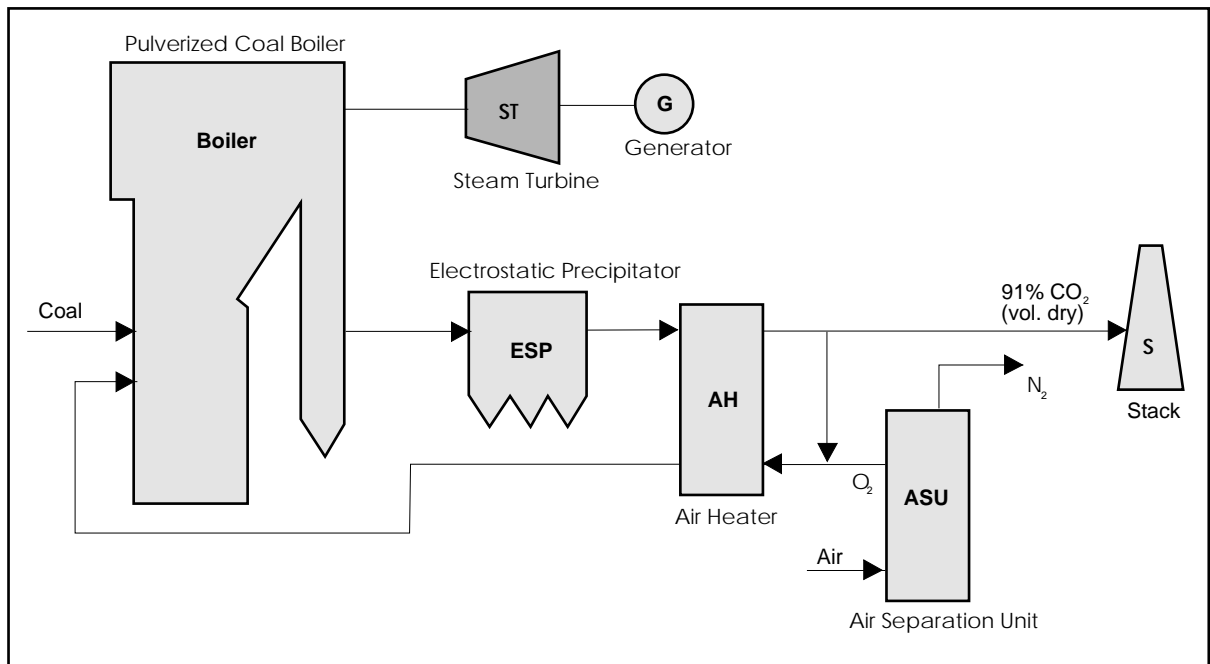 Pulverized Coal Boiler
Boiler
ST
G
Generator
Steam Turbine
Electrostatic Precipitator
Coal
91% CO₂
(vol. dry)
ESP
S
AH
N₂
Stack
O₂
ASU
Air Heater
Air
Air Separation Unit